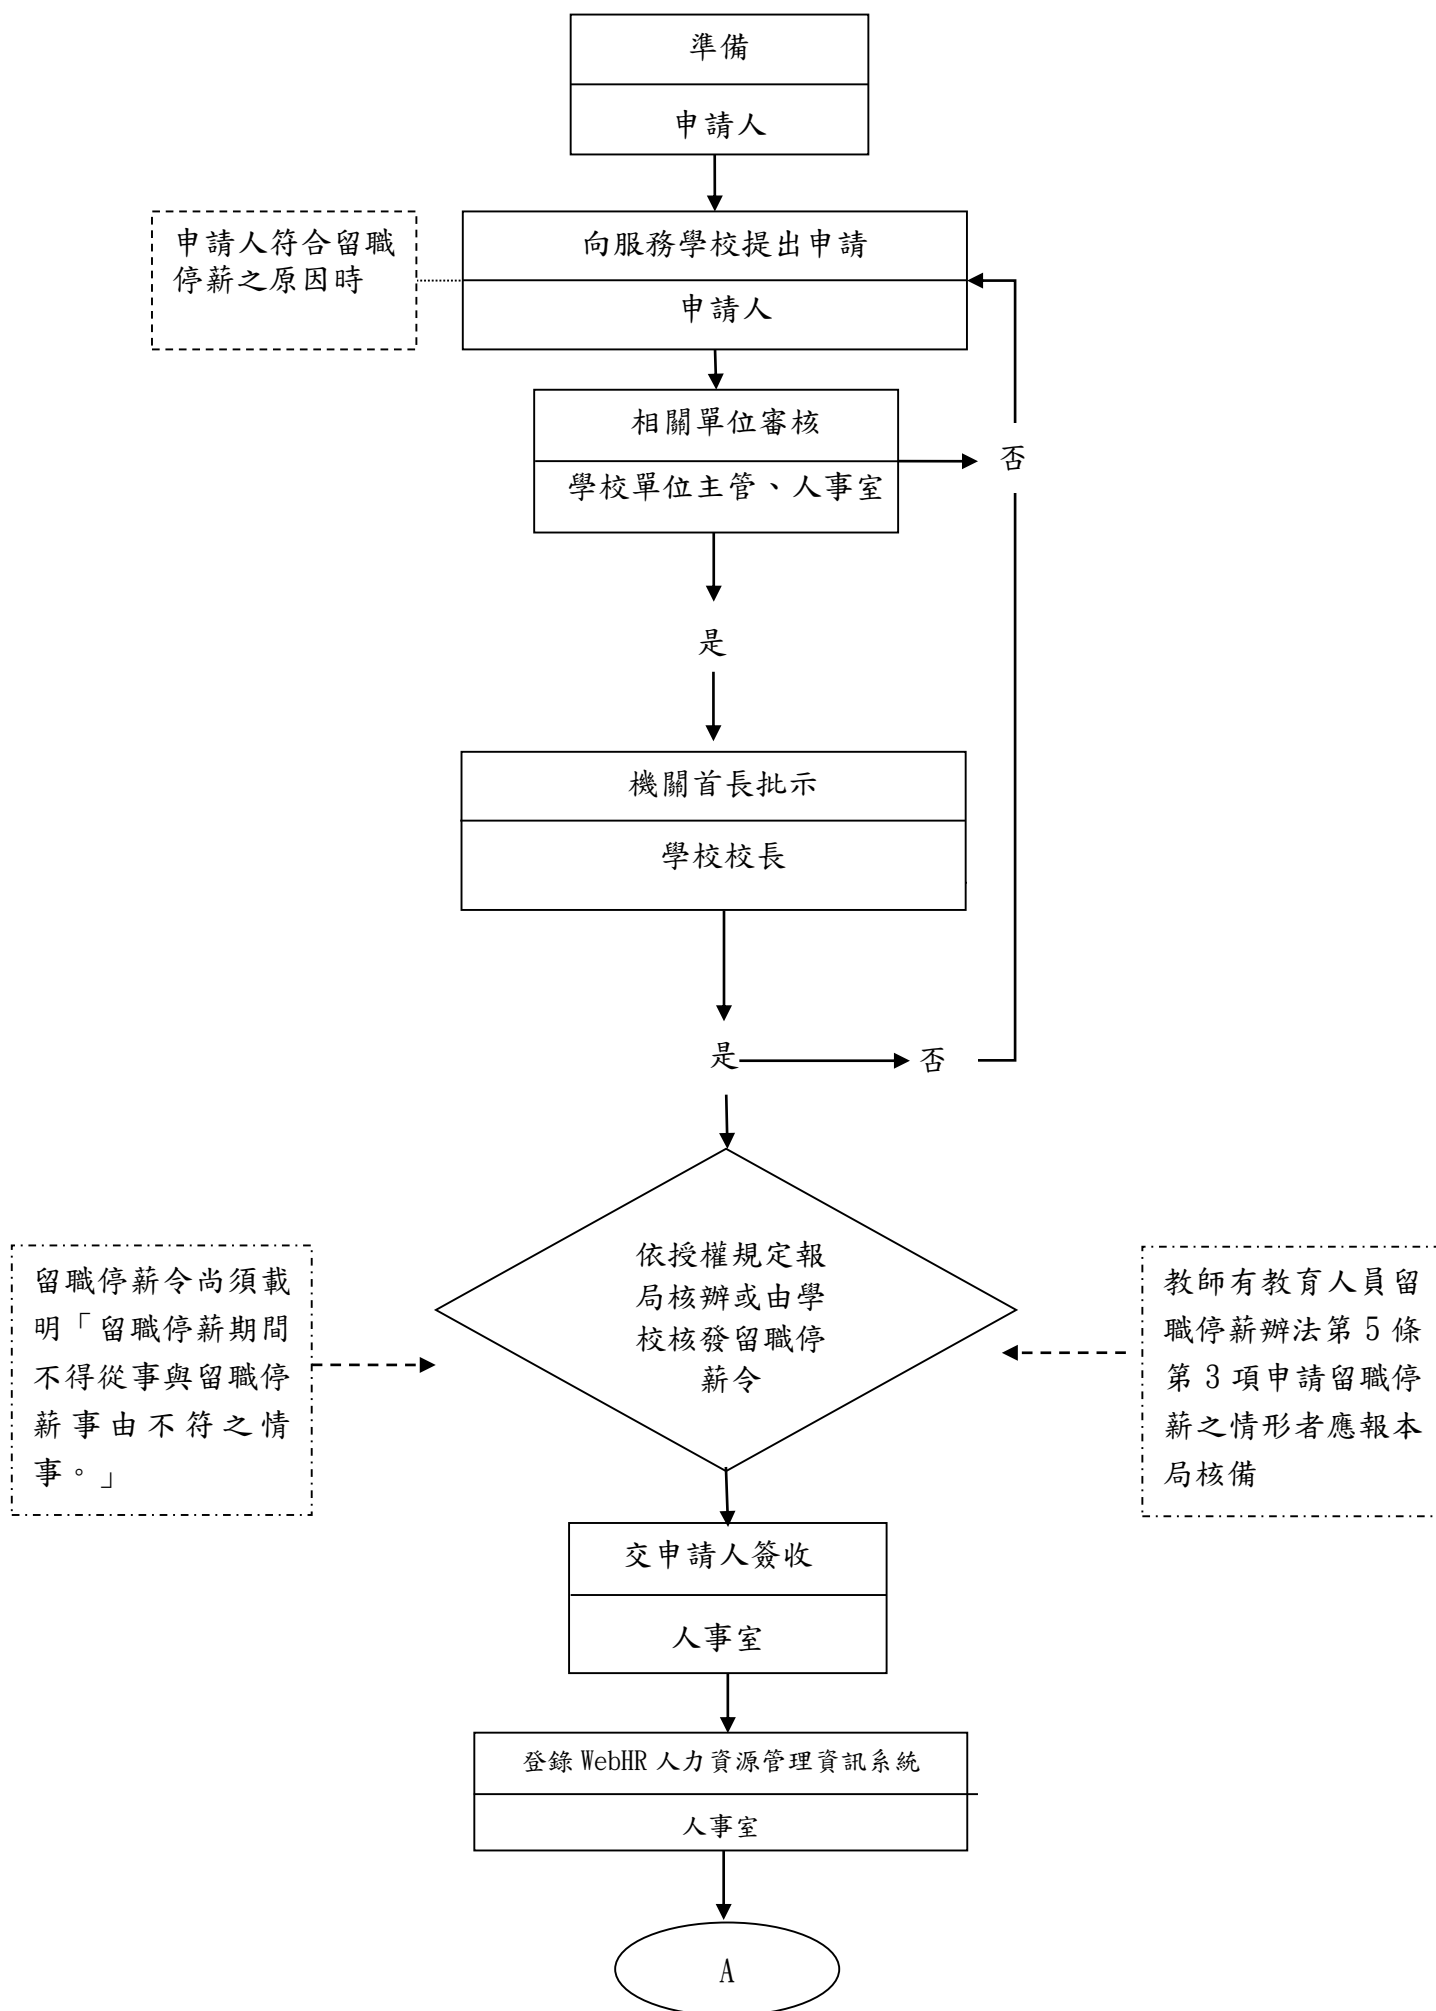 準備
申請人
申請人符合留職
停薪之原因時
向服務學校提出申請
申請人
相關單位審核
學校單位主管、人事室
否
是
機關首長批示
學校校長
是
否
依授權規定報
局核辦或由學
校核發留職停
薪令
留職停薪令尚須載
明「留職停薪期間
不得從事與留職停
薪事由不符之情
事。」
教師有教育人員留
職停薪辦法第 5 條
第 3 項申請留職停
薪之情形者應報本
局核備
交申請人簽收
人事室
登錄 WebHR 人力資源管理資訊系統
人事室
A